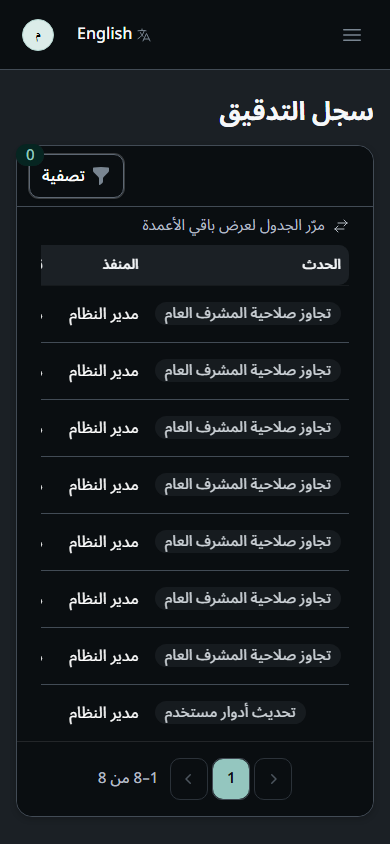 English
م
سجل التدقيق
تصفية
0
مرّر الجدول لعرض باقي الأعمدة
الحدث المنفذ
تجاوز صلاحية المشرف العام مدير النظام
تجاوز صلاحية المشرف العام مدير النظام
تجاوز صلاحية المشرف العام مدير النظام
تجاوز صلاحية المشرف العام مدير النظام
تجاوز صلاحية المشرف العام مدير النظام
تجاوز صلاحية المشرف العام مدير النظام
تجاوز صلاحية المشرف العام مدير النظام
تحديث أدوار مستخدم مدير النظام
1
1–8 من 8